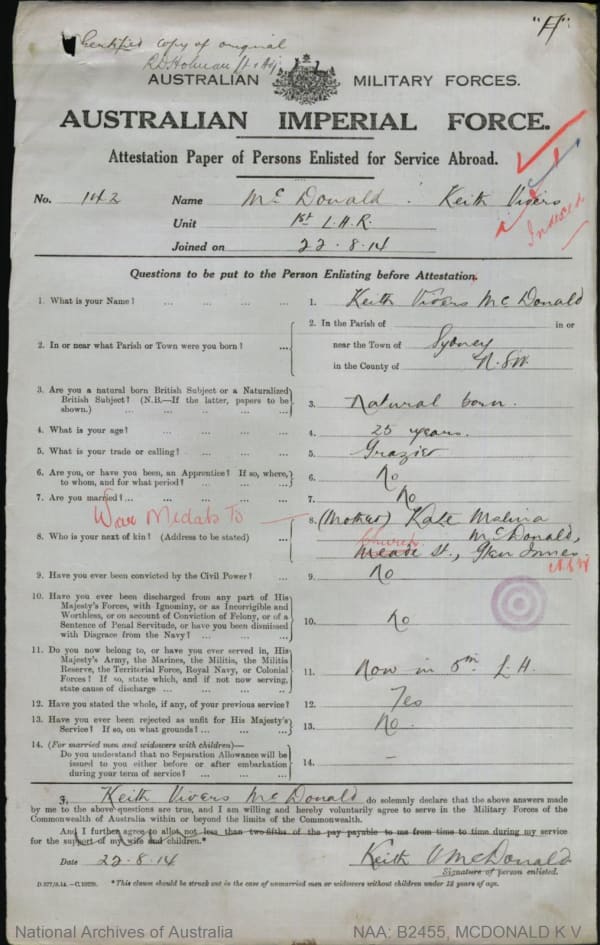 "A"
Certified copy of original
AUSTRALIAN MILITARY FORCES.
AUSTRALIAN IMPERIAL FORCE.
Attestation Paper of Persons Enlisted for Service Abroad.
No. 142 Name McDonald. Keith Vivers
Unit 1st L.H.R.
Indexed
Joined on 22.8.14
Questions to be put to the Person Enlisting before Attestation.
1. What is your Name? ... ... ... ... 1. Keith Vivers McDonald
2. In or near what Parish or Town were you born? ... 2. In the Parish of in or
near the Town of Sydney
in the County of N.SW.
3. Are you a natural born British Subject or a Naturalized
British Subject? (N.B.—If the latter, papers to be
shown.) ... ... ... ... ... 3. Natural born.
4. What is your age? ... ... ... ... 4. 25 years.
5. What is your trade or calling? ... ... ... 5. Grazier
6. Are you, or have you been, an Apprentice? If so, where,
to whom, and for what period? ... ... ... 6. No
7. Are you married? ... ... ... ... ... 7. No
War Medals To
8. Who is your next of kin? (Address to be stated) ... 8. (Mother) Kate Malina
McDonald,
Church
Meade St., Glen Innes
N.S.W
9. Have you ever been convicted by the Civil Power? ... 9. No
10. Have you ever been discharged from any part of His
Majesty's Forces, with Ignominy, or as Incorrigible and
Worthless, or on account of Conviction of Felony, or of a
Sentence of Penal Servitude, or have you been dismissed
with Disgrace from the Navy? ... ... ... 10. No
11. Do you now belong to, or have you ever served in, His
Majesty's Army, the Marines, the Militia, the Militia
Reserve, the Territorial Force, Royal Navy, or Colonial
Forces? If so, state which, and if not now serving,
state cause of discharge ... ... ... ... 11. Now in 5th L.H.
12. Have you stated the whole, if any, of your previous service? 12. Yes
13. Have you ever been rejected as unfit for His Majesty's
Service? If so, on what grounds? ... ... ... 13. No.
14. (For married men and widowers with children)—
Do you understand that no Separation Allowance will be
issued to you either before or after embarkation
during your term of service? ... ... ... 14. —
I, Keith Vivers McDonald do solemnly declare that the above answers made
by me to the above questions are true, and I am willing and hereby voluntarily agree to serve in the Military Forces of the
Commonwealth of Australia within or beyond the limits of the Commonwealth.
And I further agree to allot not less than two-fifths of the pay payable to me from time to time during my service
for the support of my wife and children.*
Date 22.8.14 Keith V McDonald
Signature of person enlisted.
D.277/8.14.—C.10239. *This clause should be struck out in the case of unmarried men or widowers without children under 18 years of age.
National Archives of Australia NAA: B2455, MCDONALD K V